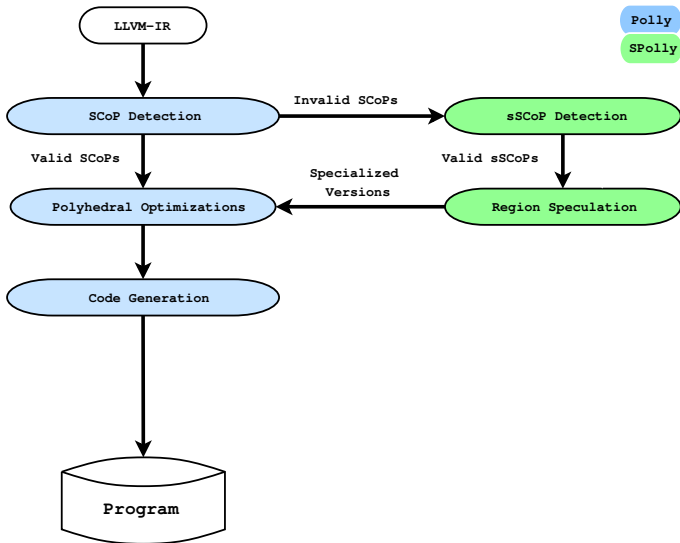 LLVM-IR
Polly
SPolly
SCoP Detection
Invalid SCoPs
sSCoP Detection
Valid SCoPs
Valid sSCoPs
Specialized
Versions
Polyhedral Optimizations
Region Speculation
Code Generation
Program